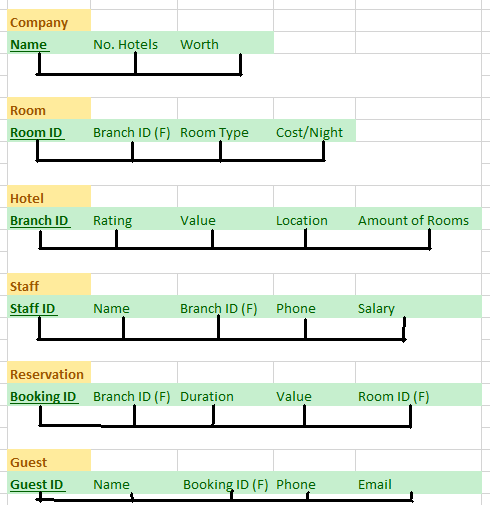 Company
Name No. Hotels Worth
Room
Room ID Branch ID (F) Room Type Cost/Night
Hotel
Branch ID Rating Value Location Amount of Rooms
Staff
Staff ID Name Branch ID (F) Phone Salary
Reservation
Booking ID Branch ID (F) Duration Value Room ID (F)
Guest
Guest ID Name Booking ID (F) Phone Email